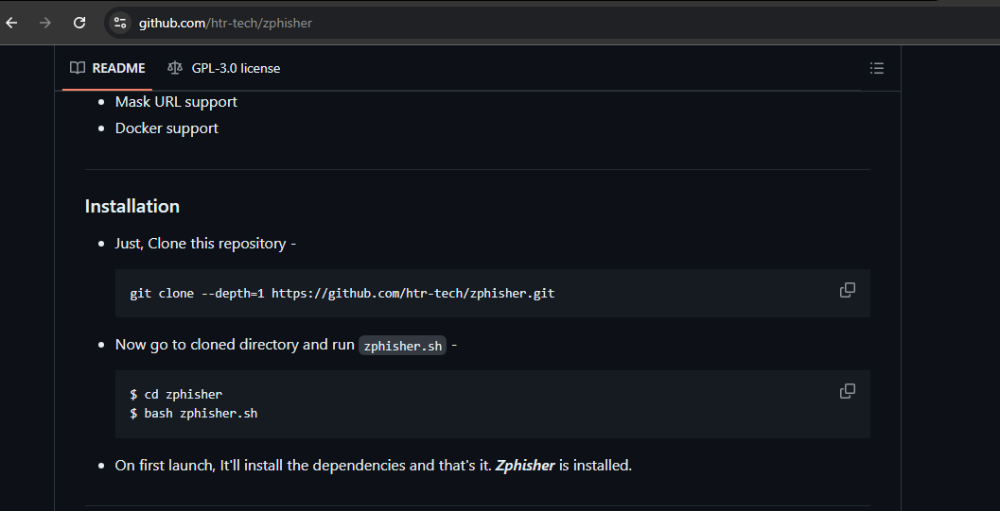 github.com/htr-tech/zphisher
README
GPL-3.0 license
Mask URL support
Docker support
Installation
Just, Clone this repository -
git clone --depth=1 https://github.com/htr-tech/zphisher.git
Now go to cloned directory and run zphisher.sh -
$ cd zphisher
$ bash zphisher.sh
On first launch, It'll install the dependencies and that's it. Zphisher is installed.